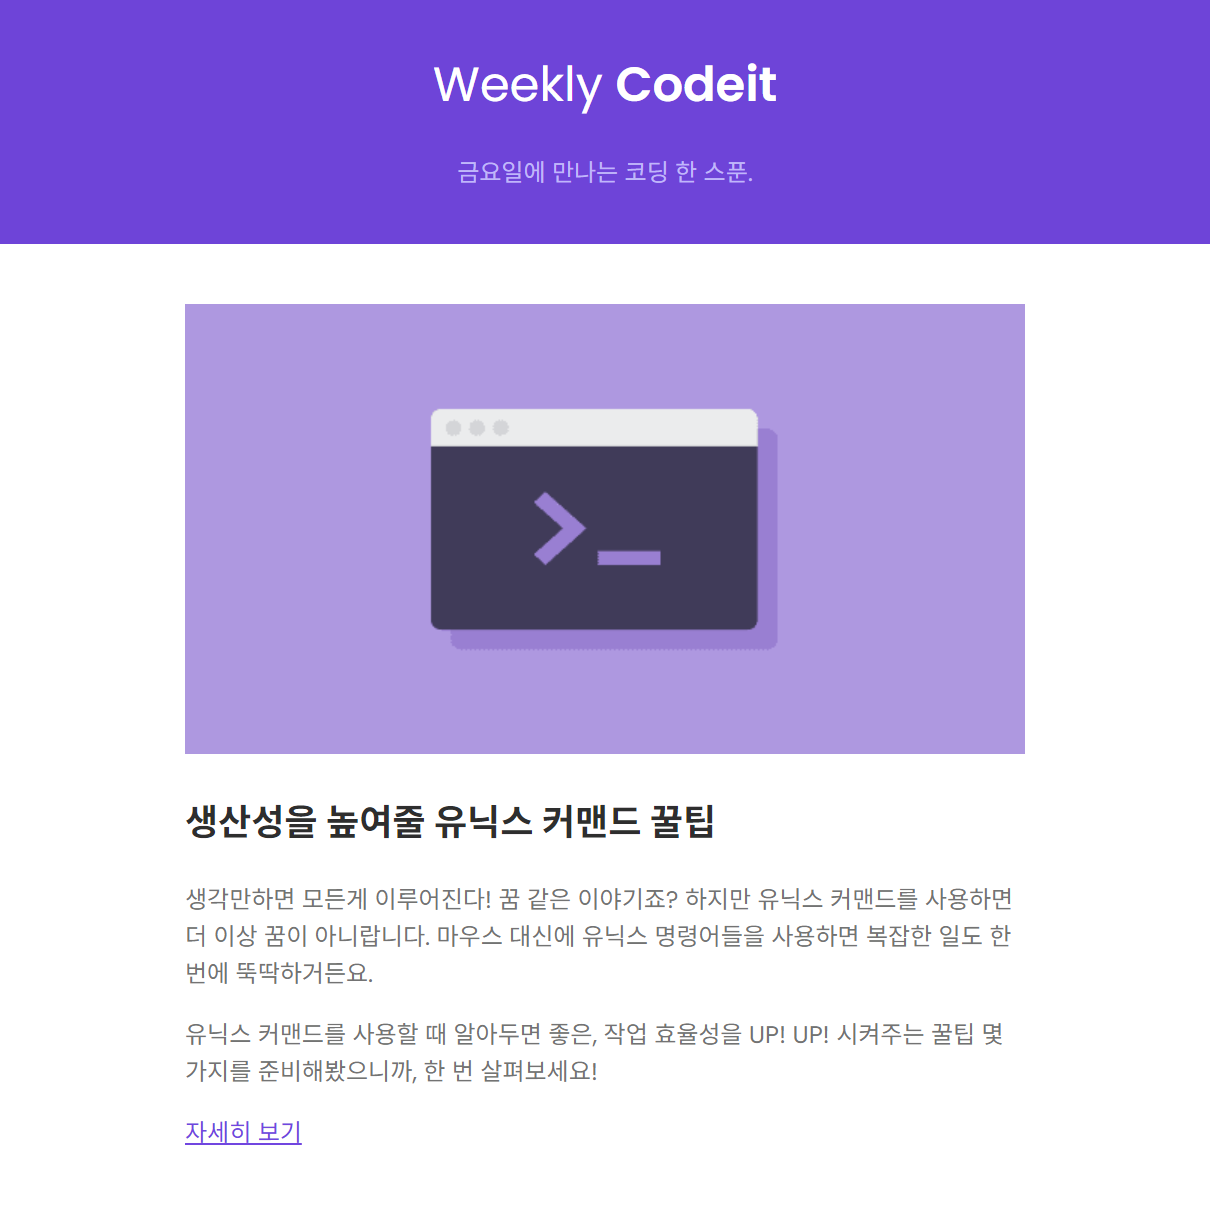 Weekly Codeit
금요일에 만나는 코딩 한 스푼.
>_
생산성을 높여줄 유닉스 커맨드 꿀팁
생각만하면 모든게 이루어진다! 꿈 같은 이야기죠? 하지만 유닉스 커맨드를 사용하면
더 이상 꿈이 아니랍니다. 마우스 대신에 유닉스 명령어들을 사용하면 복잡한 일도 한
번에 뚝딱하거든요.
유닉스 커맨드를 사용할 때 알아두면 좋은, 작업 효율성을 UP! UP! 시켜주는 꿀팁 몇
가지를 준비해봤으니까, 한 번 살펴보세요!
자세히 보기